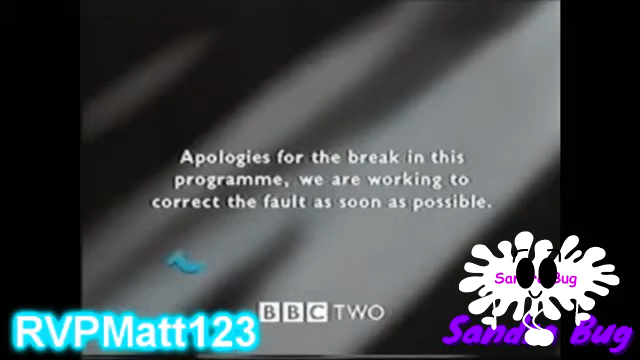 Apologies for the break in this
programme, we are working to
correct the fault as soon as possible.
BBC TWO
RVPMatt123
Bug
Bug